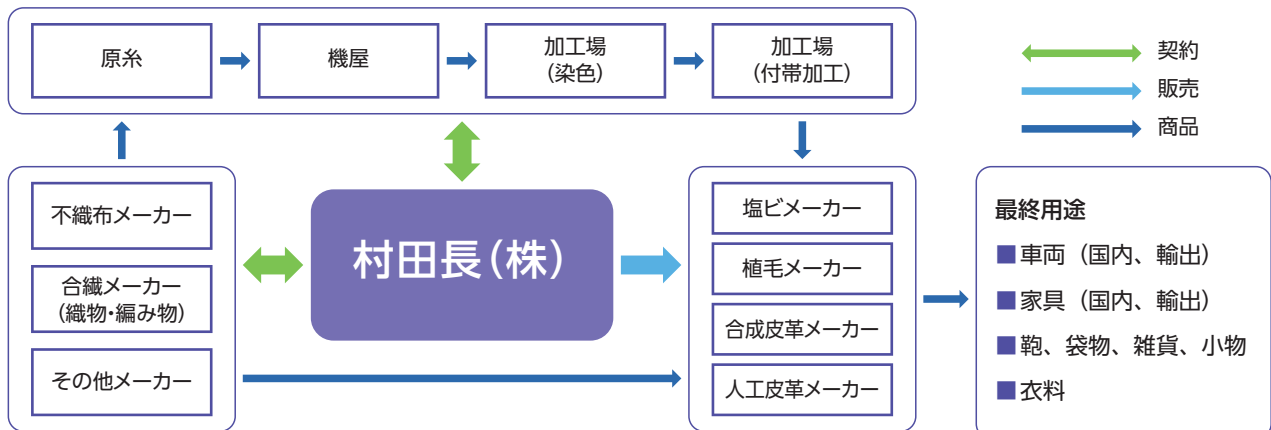 原糸
機屋
加工場
(染色)
加工場
(付帯加工)
契約
販売
商品
不織布メーカー
合繊メーカー
(織物・編み物)
その他メーカー
村田長(株)
塩ビメーカー
植毛メーカー
合成皮革メーカー
人工皮革メーカー
最終用途
■車両（国内、輸出）
■家具（国内、輸出）
■鞄、袋物、雑貨、小物
■衣料